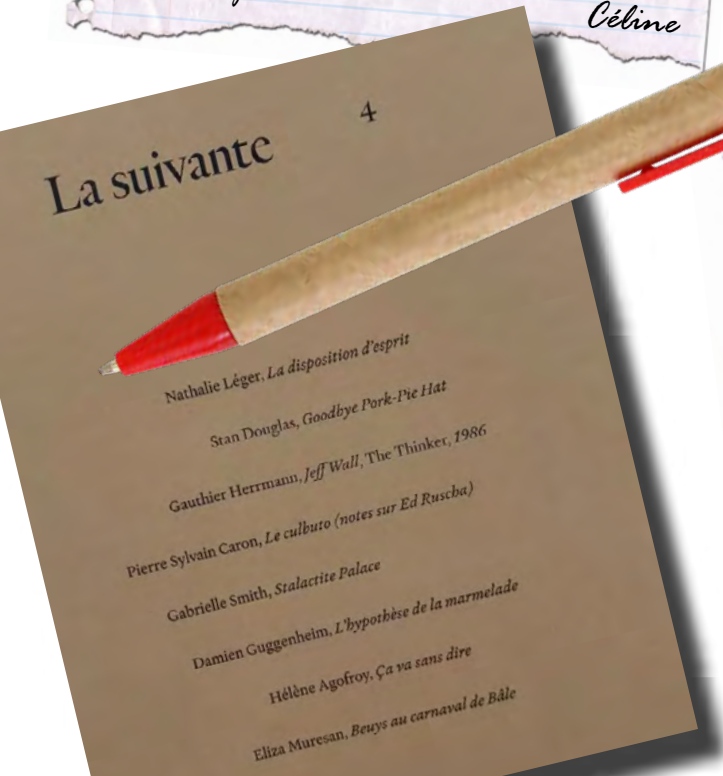 Céline
4
La suivante
Nathalie Léger, La disposition d'esprit
Stan Douglas, Goodbye Pork-Pie Hat
Gauthier Herrmann, Jeff Wall, The Thinker, 1986
Pierre Sylvain Caron, Le culbuto (notes sur Ed Ruscha)
Gabrielle Smith, Stalactite Palace
Damien Guggenheim, L'hypothèse de la marmelade
Hélène Agofroy, Ça va sans dire
Eliza Muresan, Beuys au carnaval de Bâle